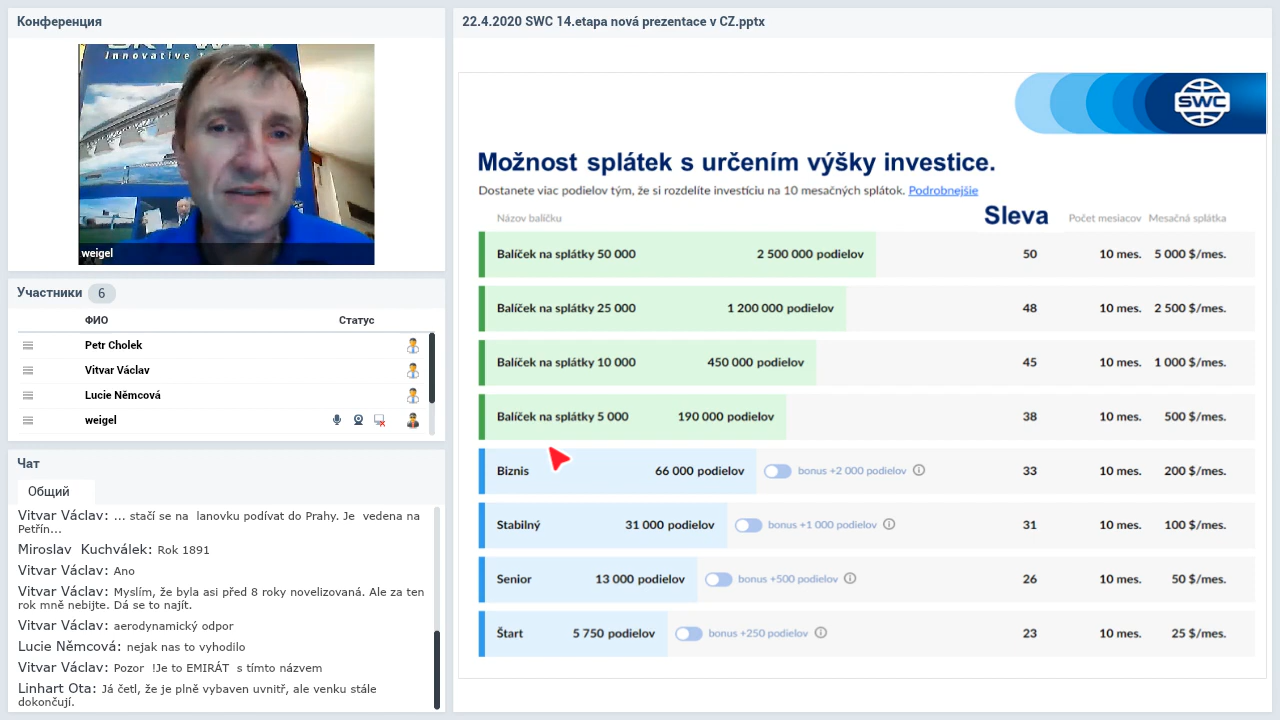 Конференция
SKY WAY
weigel
Участники 6
ФИО Статус
Petr Cholek
Vitvar Václav
Lucie Němcová
weigel
Чат
Общий
Vitvar Václav: ... stačí se na lanovku podívat do Prahy. Je vedena na
Petřín...
Miroslav Kuchválek: Rok 1891
Vitvar Václav: Ano
Vitvar Václav: Myslím, že byla asi před 8 roky novelizovaná. Ale za ten
rok mně nebijte. Dá se to najít.
Vitvar Václav: aerodynamický odpor
Lucie Němcová: nejak nas to vyhodilo
Vitvar Václav: Pozor !Je to EMIRÁT s tímto názvem
Linhart Ota: Já četl, že je plně vybaven uvnitř, ale venku stále
dokončují.
22.4.2020 SWC 14.etapa nová prezentace v CZ.pptx
SWC
Možnost splátek s určením výšky investice.
Dostanete viac podielov tým, že si rozdelíte investíciu na 10 mesačných splátok. Podrobnejšie
Názov balíčku Sleva Počet mesiacov Mesačná splátka
Balíček na splátky 50 000 2 500 000 podielov 50 10 mes. 5 000 $/mes.
Balíček na splátky 25 000 1 200 000 podielov 48 10 mes. 2 500 $/mes.
Balíček na splátky 10 000 450 000 podielov 45 10 mes. 1 000 $/mes.
Balíček na splátky 5 000 190 000 podielov 38 10 mes. 500 $/mes.
Biznis 66 000 podielov bonus +2 000 podielov 33 10 mes. 200 $/mes.
Stabilný 31 000 podielov bonus +1 000 podielov 31 10 mes. 100 $/mes.
Senior 13 000 podielov bonus +500 podielov 26 10 mes. 50 $/mes.
Štart 5 750 podielov bonus +250 podielov 23 10 mes. 25 $/mes.